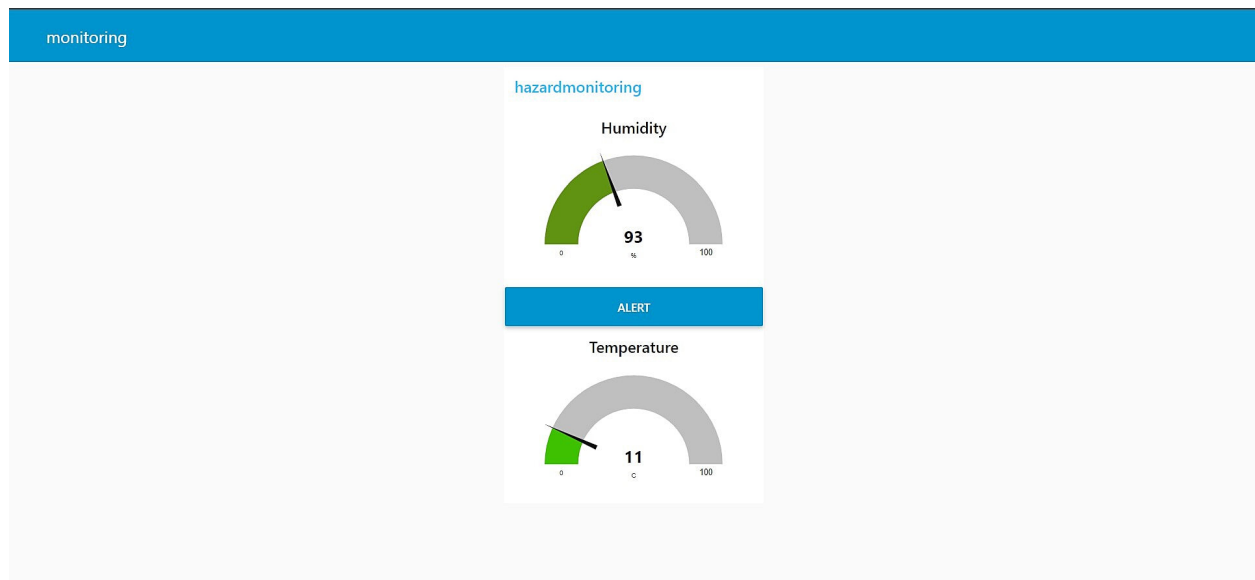 monitoring
hazardmonitoring
Humidity
93
0
%
100
ALERT
Temperature
11
0
C
100